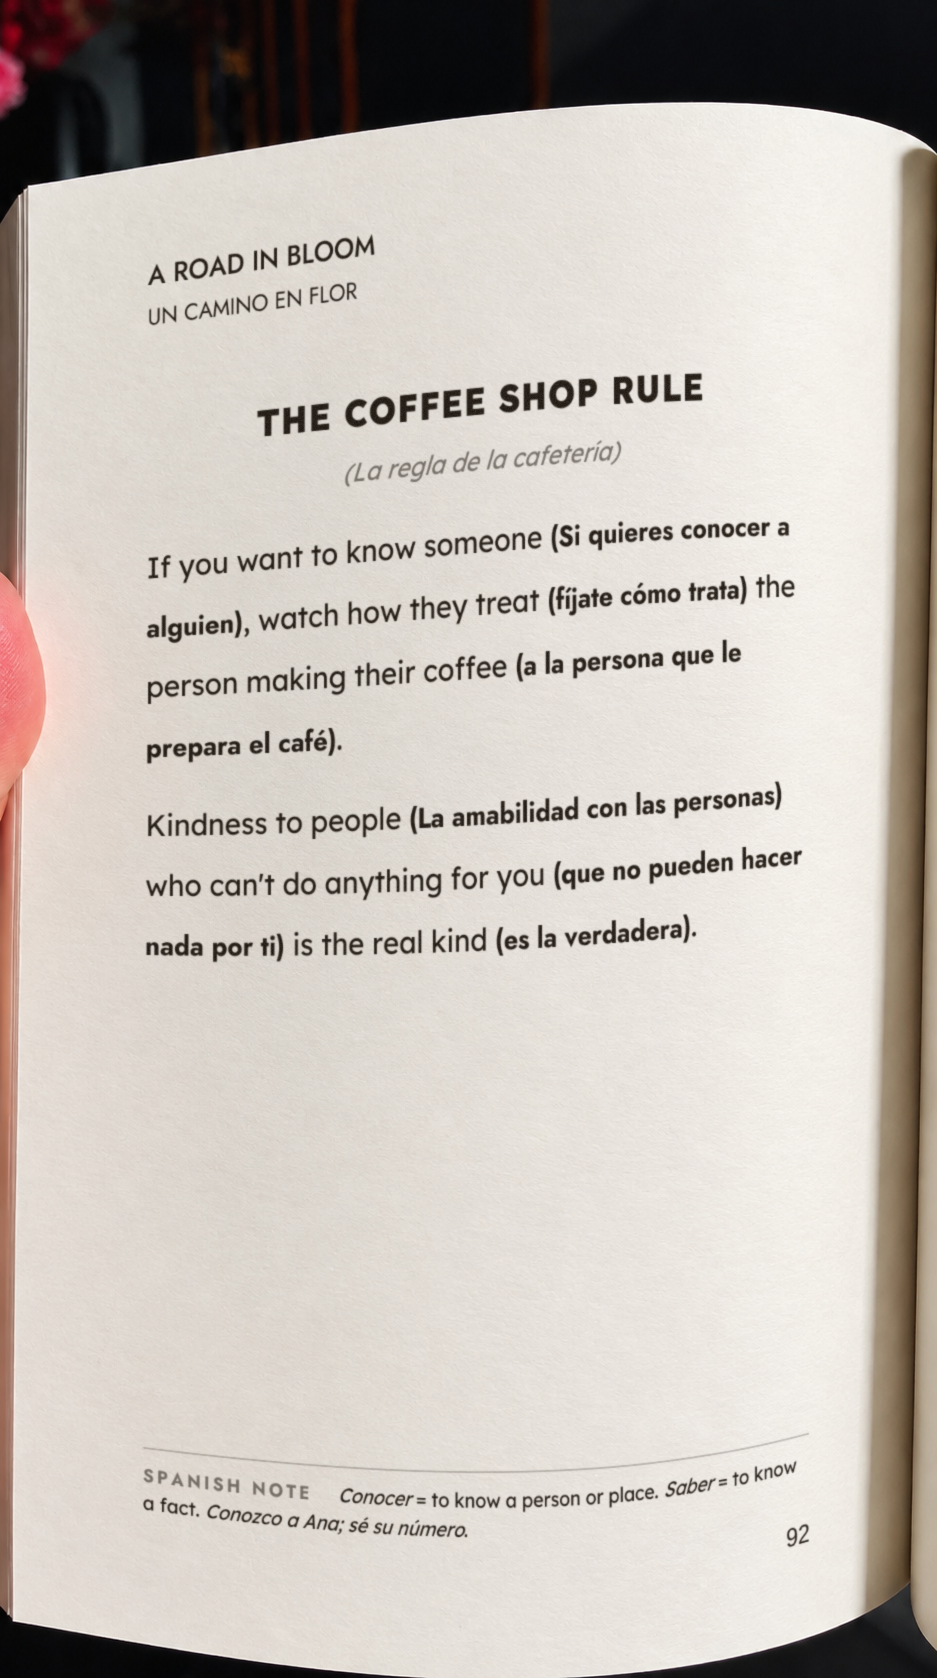 A ROAD IN BLOOM
UN CAMINO EN FLOR
THE COFFEE SHOP RULE
(La regla de la cafetería)
If you want to know someone (Si quieres conocer a
alguien), watch how they treat (fíjate cómo trata) the
person making their coffee (a la persona que le
prepara el café).
Kindness to people (La amabilidad con las personas)
who can't do anything for you (que no pueden hacer
nada por ti) is the real kind (es la verdadera).
SPANISH NOTE Conocer = to know a person or place. Saber = to know
a fact. Conozco a Ana; sé su número.
92